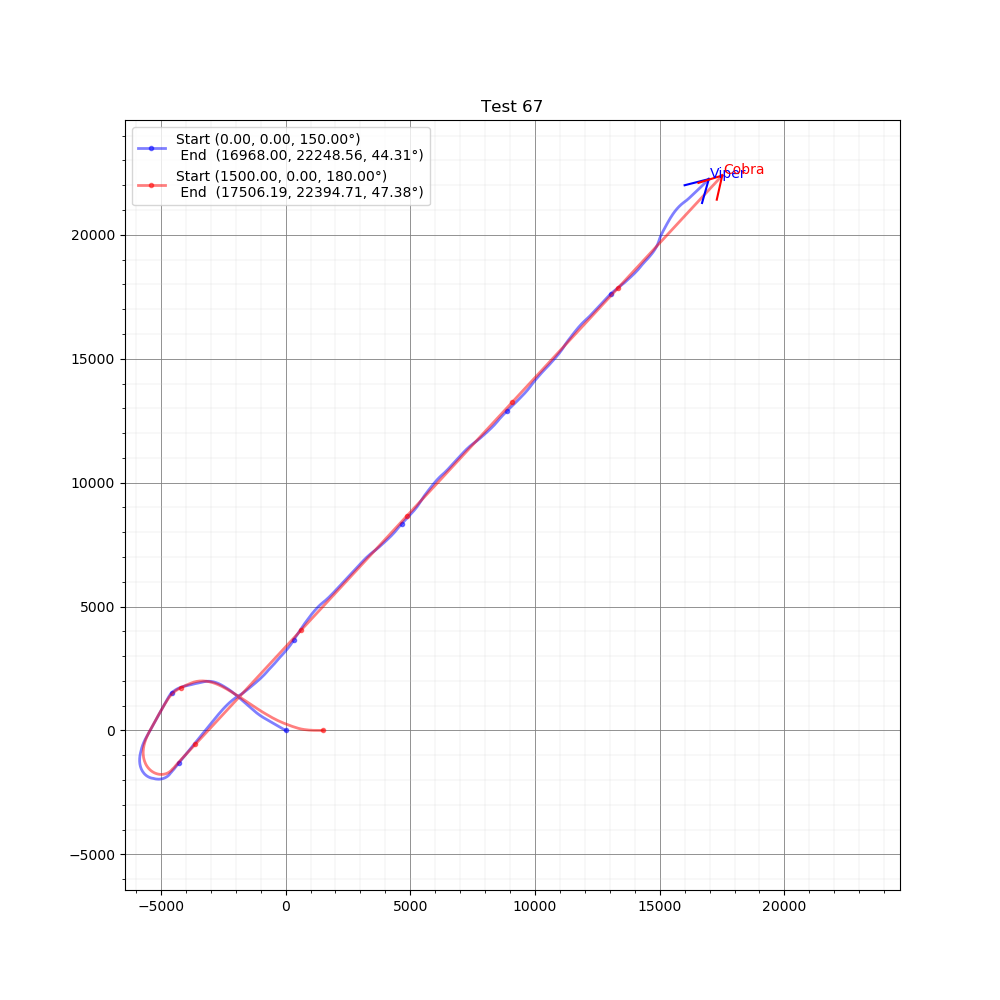 Test 67
Start (0.00, 0.00, 150.00°)
End (16968.00, 22248.56, 44.31°)
Start (1500.00, 0.00, 180.00°)
End (17506.19, 22394.71, 47.38°)
Cobra
Viper
20000
15000
10000
5000
0
−5000
−5000 0 5000 10000 15000 20000